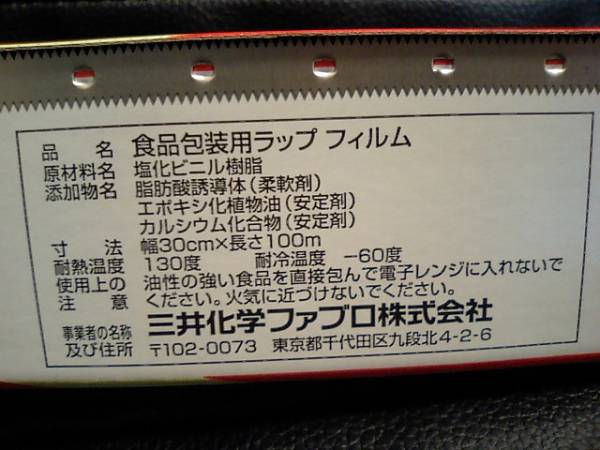 品名 食品包装用ラップ フィルム
原材料名 塩化ビニル樹脂
添加物名 脂肪酸誘導体(柔軟剤)
エポキシ化植物油(安定剤)
カルシウム化合物(安定剤)
寸法 幅30cm×長さ100m
耐熱温度 130度 耐冷温度 −60度
使用上の 油性の強い食品を直接包んで電子レンジに入れないで
注意 ください。火気に近づけないでください。
事業者の名称 三井化学ファブロ株式会社
及び住所 〒102-0073 東京都千代田区九段北4-2-6